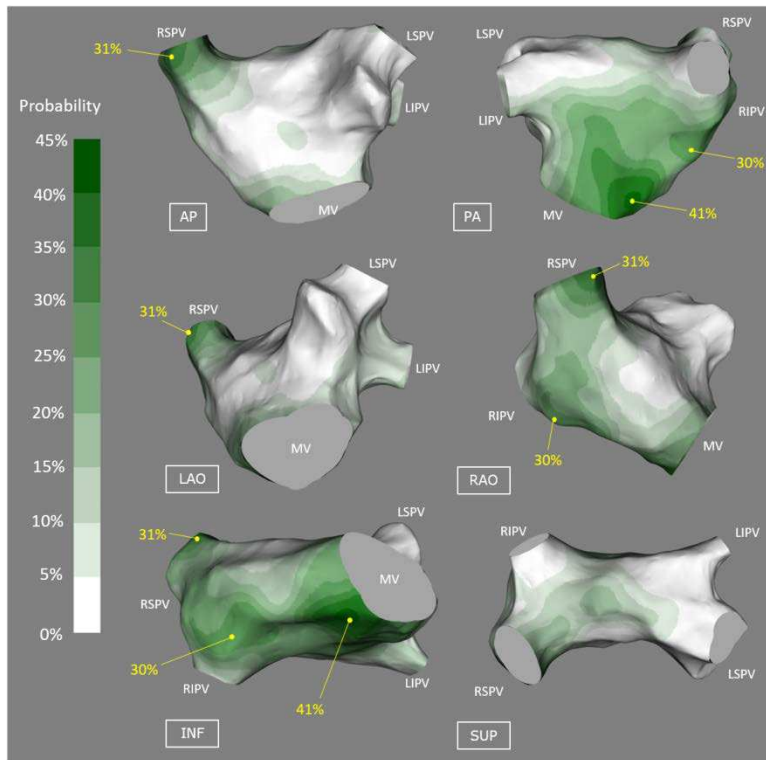 Probability
45%
40%
35%
30%
25%
20%
15%
10%
5%
0%
RSPV
31%
LSPV
LIPV
MV
AP
LSPV
RSPV
LIPV
RIPV
30%
41%
MV
PA
LSPV
RSPV
31%
LIPV
MV
LAO
RSPV
31%
RIPV
30%
MV
RAO
31%
LSPV
MV
RSPV
30%
RIPV
41%
LIPV
INF
RIPV
LIPV
RSPV
LSPV
SUP